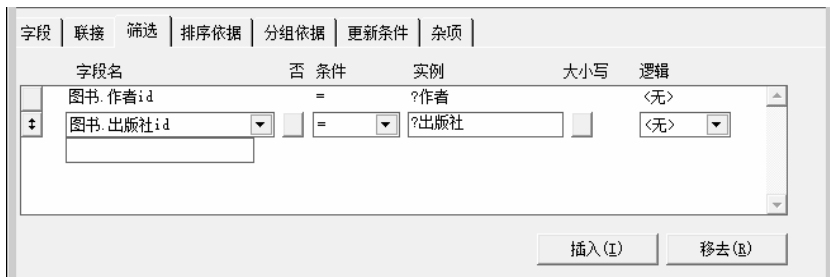 字段 联接 筛选 排序依据 分组依据 更新条件 杂项
字段名 否 条件 实例 大小写 逻辑
图书.作者id = ?作者 <无>
图书.出版社id = ?出版社 <无>
插入(I) 移去(R)